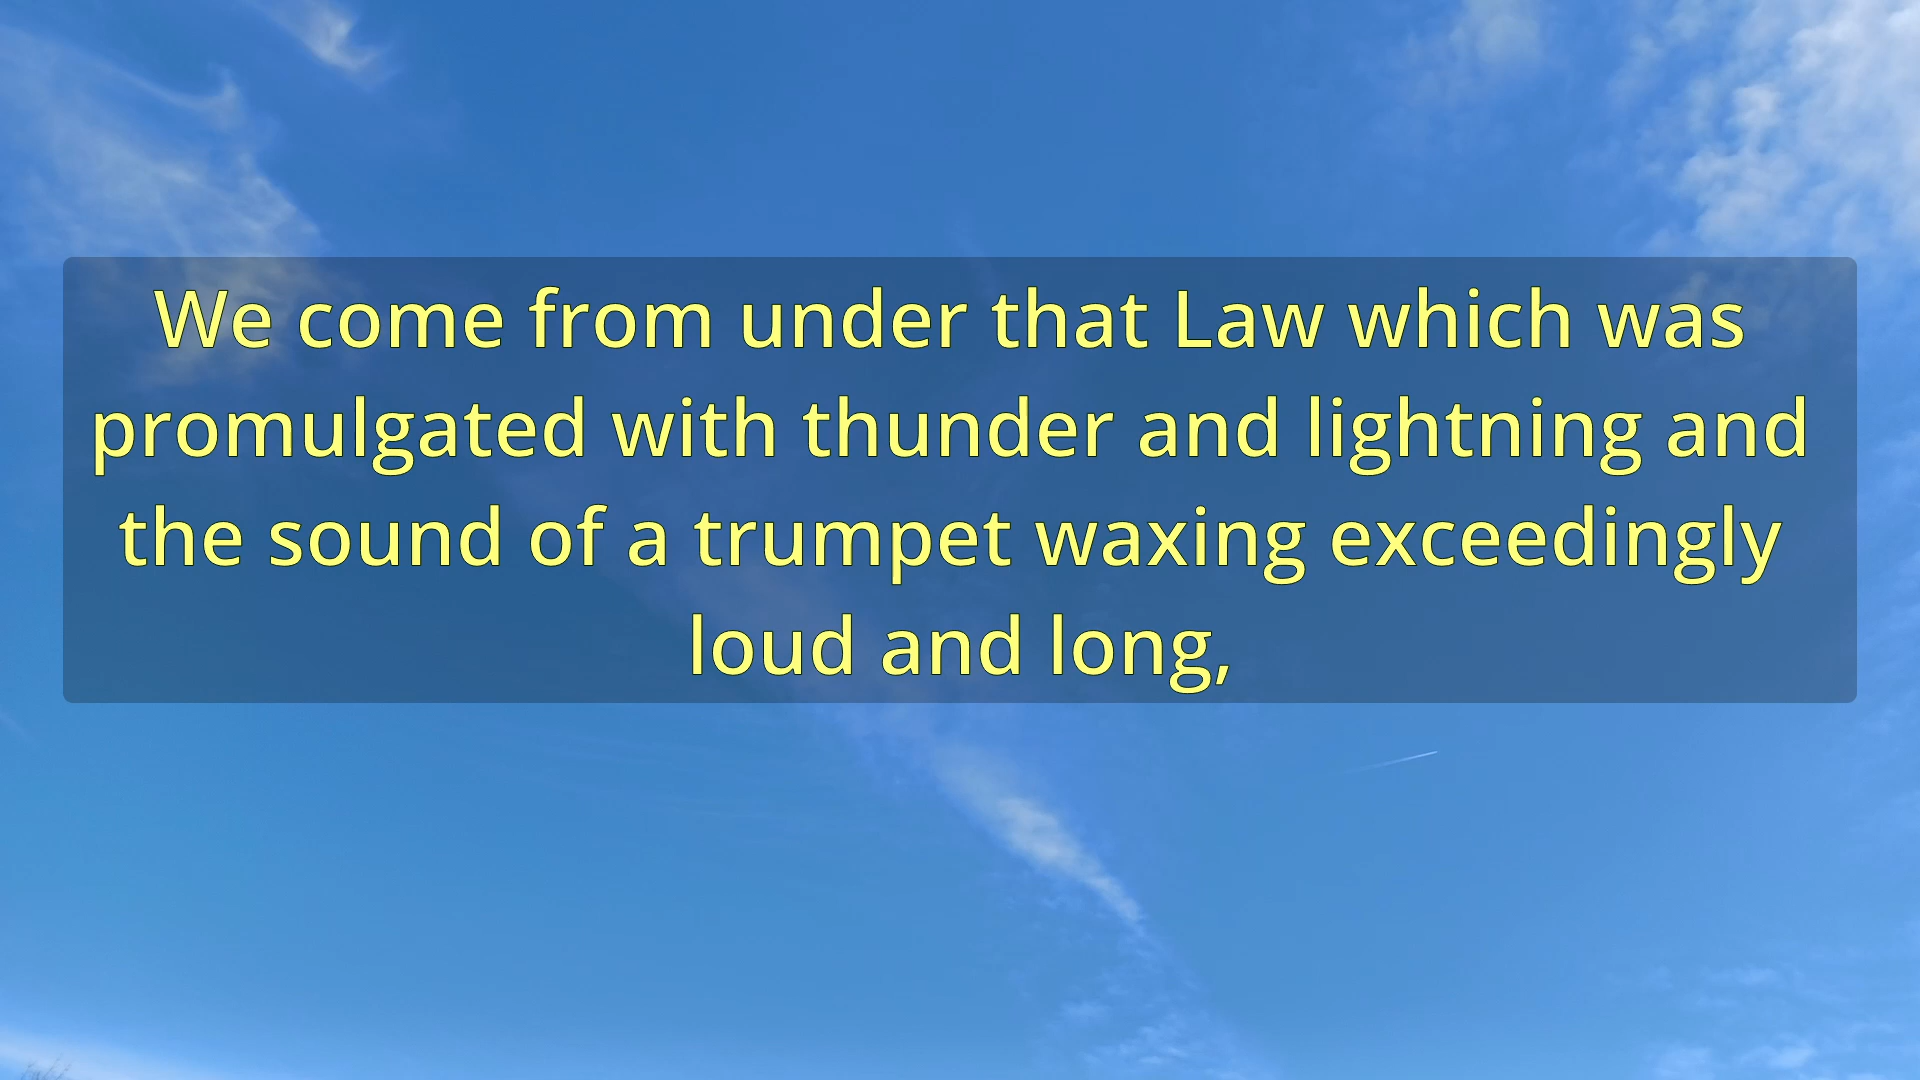 We come from under that Law which was
promulgated with thunder and lightning and
the sound of a trumpet waxing exceedingly
loud and long,